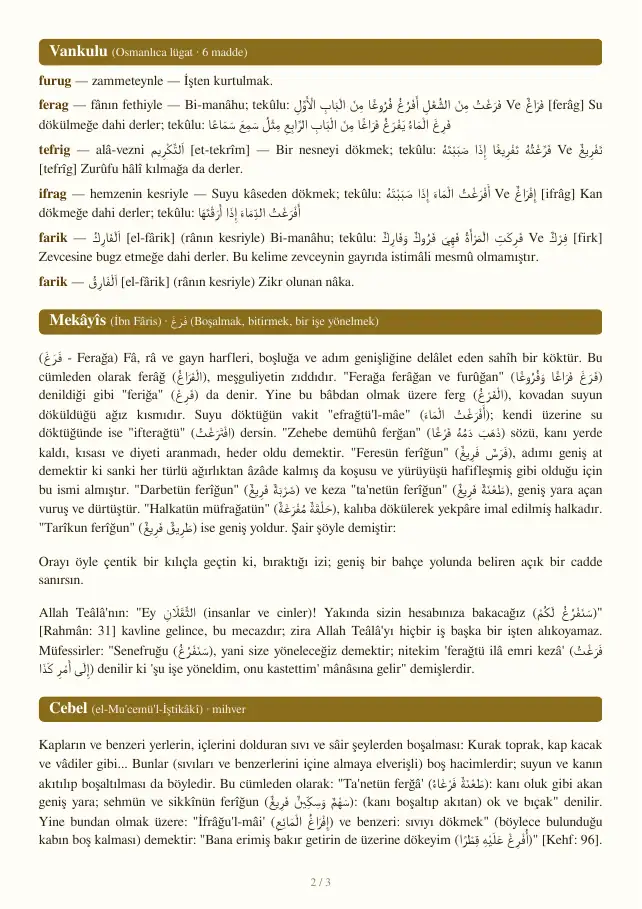 Vankulu (Osmanlıca lügat · 6 madde)
furug — zammeteynle — İşten kurtulmak.
ferag — fânın fethiyle — Bi-manâhu; tekûlu: فَرَغْتُ مِنَ الشُّغْلِ أَفْرُغُ فُرُوغًا مِنَ الْبَابِ الْأَوَّلِ Ve فَرَاغٌ [ferâg] Su
dökülmeğe dahi derler; tekûlu: فَرِغَ الْمَاءُ يَفْرَغُ فَرَاغًا مِنَ الْبَابِ الرَّابِعِ مِثْلُ سَمِعَ سَمَاعًا
tefrig — alâ-vezni اَلتَّكْرِيم [et-tekrîm] — Bir nesneyi dökmek; tekûlu: فَرَّغْتُهُ تَفْرِيغًا إِذَا صَبَبْتَهُ Ve تَفْرِيغٌ
[tefrîg] Zurûfu hâlî kılmağa da derler.
ifrag — hemzenin kesriyle — Suyu kâseden dökmek; tekûlu: أَفْرَغْتُ الْمَاءَ إِذَا صَبَبْتَهُ Ve إِفْرَاغٌ [ifrâg] Kan
dökmeğe dahi derler; tekûlu: أَفْرَغْتُ الدِّمَاءَ إِذَا أَرَقْتَهَا
farik — اَلْفَارِكُ [el-fârik] (rânın kesriyle) Bi-manâhu; tekûlu: فَرِكَتِ الْمَرْأَةُ فَهِيَ فَرُوكٌ وَفَارِكٌ Ve فِرْكٌ [firk]
Zevcesine bugz etmeğe dahi derler. Bu kelime zevceynin gayrıda istimâli mesmû olmamıştır.
farik — اَلْفَارِقُ [el-fârik] (rânın kesriyle) Zikr olunan nâka.
Mekâyîs (İbn Fâris) · فَرَغَ (Boşalmak, bitirmek, bir işe yönelmek)
(فَرَغَ - Ferağa) Fâ, râ ve gayn harfleri, boşluğa ve adım genişliğine delâlet eden sahîh bir köktür. Bu
cümleden olarak ferâğ (الْفَرَاغُ), meşguliyetin zıddıdır. "Ferağa ferâğan ve furûğan" (فَرَغَ فَرَاغًا وَفُرُوغًا)
denildiği gibi "feriğa" (فَرِغَ) da denir. Yine bu bâbdan olmak üzere ferg (الْفَرْغُ), kovadan suyun
döküldüğü ağız kısmıdır. Suyu döktüğün vakit "efrağtü'l-mâe" (أَفْرَغْتُ الْمَاءَ); kendi üzerine su
döktüğünde ise "ifterağtü" (افْتَرَغْتُ) dersin. "Zehebe demühû ferğan" (ذَهَبَ دَمُهُ فَرْغًا) sözü, kanı yerde
kaldı, kısası ve diyeti aranmadı, heder oldu demektir. "Feresün ferîğun" (فَرَسٌ فَرِيغٌ), adımı geniş at
demektir ki sanki her türlü ağırlıktan âzâde kalmış da koşusu ve yürüyüşü hafifleşmiş gibi olduğu için
bu ismi almıştır. "Darbetün ferîğun" (ضَرْبَةٌ فَرِيغٌ) ve keza "ta'netün ferîğun" (طَعْنَةٌ فَرِيغٌ), geniş yara açan
vuruş ve dürtüştür. "Halkatün müfrağatün" (حَلْقَةٌ مُفْرَغَةٌ), kalıba dökülerek yekpâre imal edilmiş halkadır.
"Tarîkun ferîğun" (طَرِيقٌ فَرِيغٌ) ise geniş yoldur. Şair şöyle demiştir:
Orayı öyle çentik bir kılıçla geçtin ki, bıraktığı izi; geniş bir bahçe yolunda beliren açık bir cadde
sanırsın.
Allah Teâlâ'nın: "Ey الثَّقَلَانِ (insanlar ve cinler)! Yakında sizin hesabınıza bakacağız (سَنَفْرُغُ لَكُمْ)"
[Rahmân: 31] kavline gelince, bu mecazdır; zira Allah Teâlâ'yı hiçbir iş başka bir işten alıkoyamaz.
Müfessirler: "Senefruğu (سَنَفْرُغُ), yani size yöneleceğiz demektir; nitekim 'ferağtü ilâ emri kezâ' (فَرَغْتُ
إِلَى أَمْرِ كَذَا) denilir ki 'şu işe yöneldim, onu kastettim' mânâsına gelir" demişlerdir.
Cebel (el-Mu'cemü'l-İştikâkî) · mihver
Kapların ve benzeri yerlerin, içlerini dolduran sıvı ve sâir şeylerden boşalması: Kurak toprak, kap kacak
ve vâdiler gibi... Bunlar (sıvıları ve benzerlerini içine almaya elverişli) boş hacimlerdir; suyun ve kanın
akıtılıp boşaltılması da böyledir. Bu cümleden olarak: "Ta'netün ferğâ' (طَعْنَةٌ فَرْغَاءُ): kanı oluk gibi akan
geniş yara; sehmün ve sikkînün ferîğun (سَهْمٌ وَسِكِّينٌ فَرِيغٌ): (kanı boşaltıp akıtan) ok ve bıçak" denilir.
Yine bundan olmak üzere: "İfrâğu'l-mâi' (إِفْرَاغُ الْمَائِعِ) ve benzeri: sıvıyı dökmek" (böylece bulunduğu
kabın boş kalması) demektir: "Bana erimiş bakır getirin de üzerine dökeyim (أُفْرِغْ عَلَيْهِ قِطْرًا)" [Kehf: 96].
2 / 3